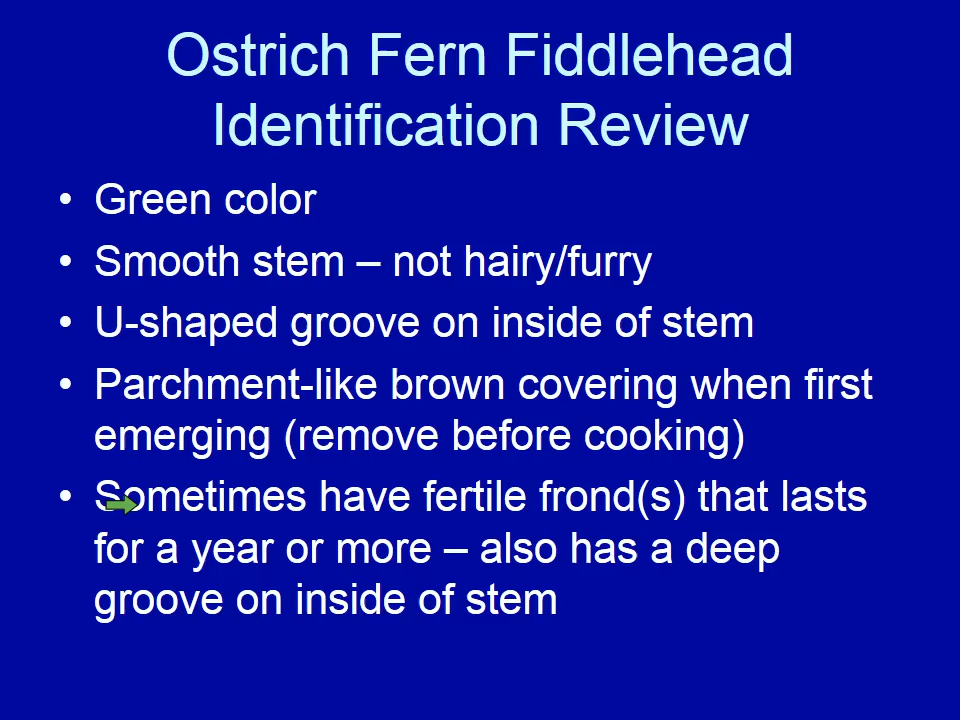 Ostrich Fern Fiddlehead
Identification Review
• Green color
• Smooth stem – not hairy/furry
• U-shaped groove on inside of stem
• Parchment-like brown covering when first
emerging (remove before cooking)
• Sometimes have fertile frond(s) that lasts
for a year or more – also has a deep
groove on inside of stem